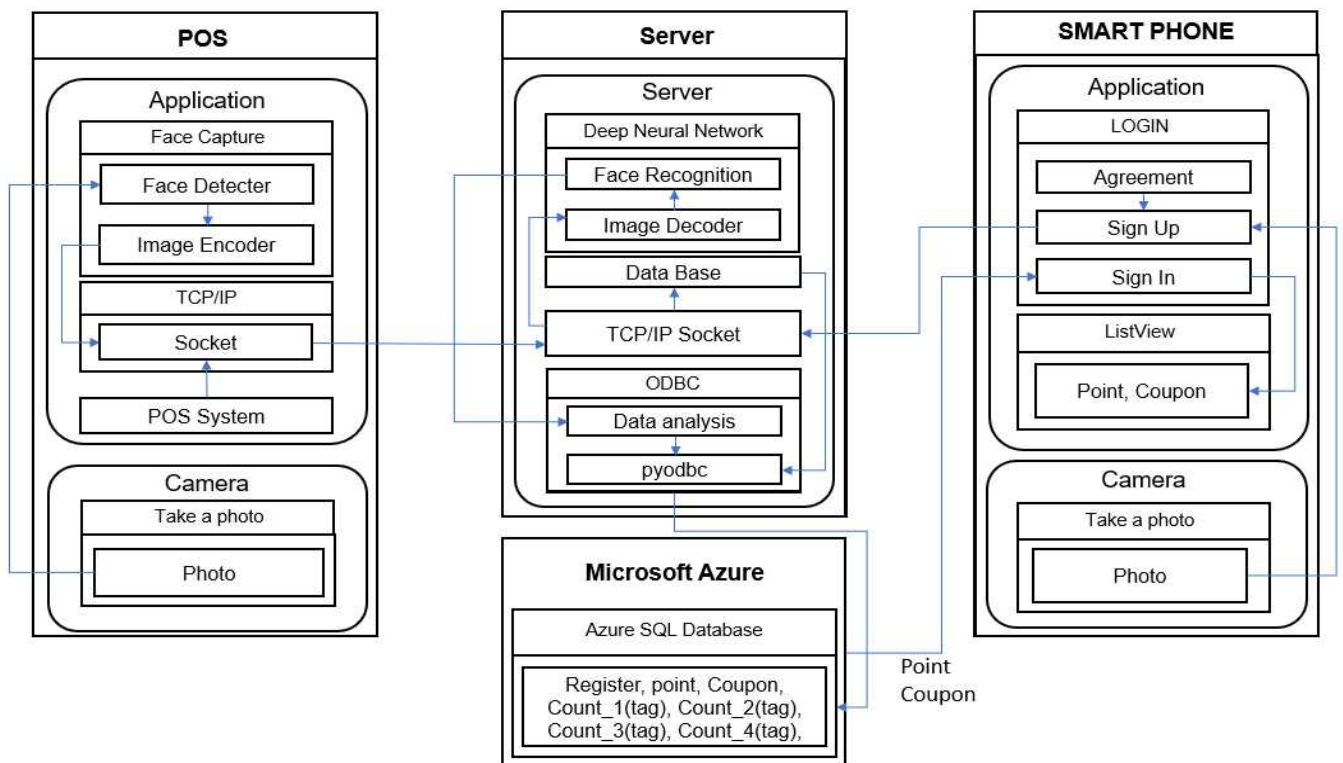 POS
Application
Face Capture
Face Detecter
Image Encoder
TCP/IP
Socket
POS System
Camera
Take a photo
Photo
Server
Server
Deep Neural Network
Face Recognition
Image Decoder
Data Base
TCP/IP Socket
ODBC
Data analysis
pyodbc
Microsoft Azure
Azure SQL Database
Register, point, Coupon,
Count_1(tag), Count_2(tag),
Count_3(tag), Count_4(tag),
Point
Coupon
SMART PHONE
Application
LOGIN
Agreement
Sign Up
Sign In
ListView
Point, Coupon
Camera
Take a photo
Photo